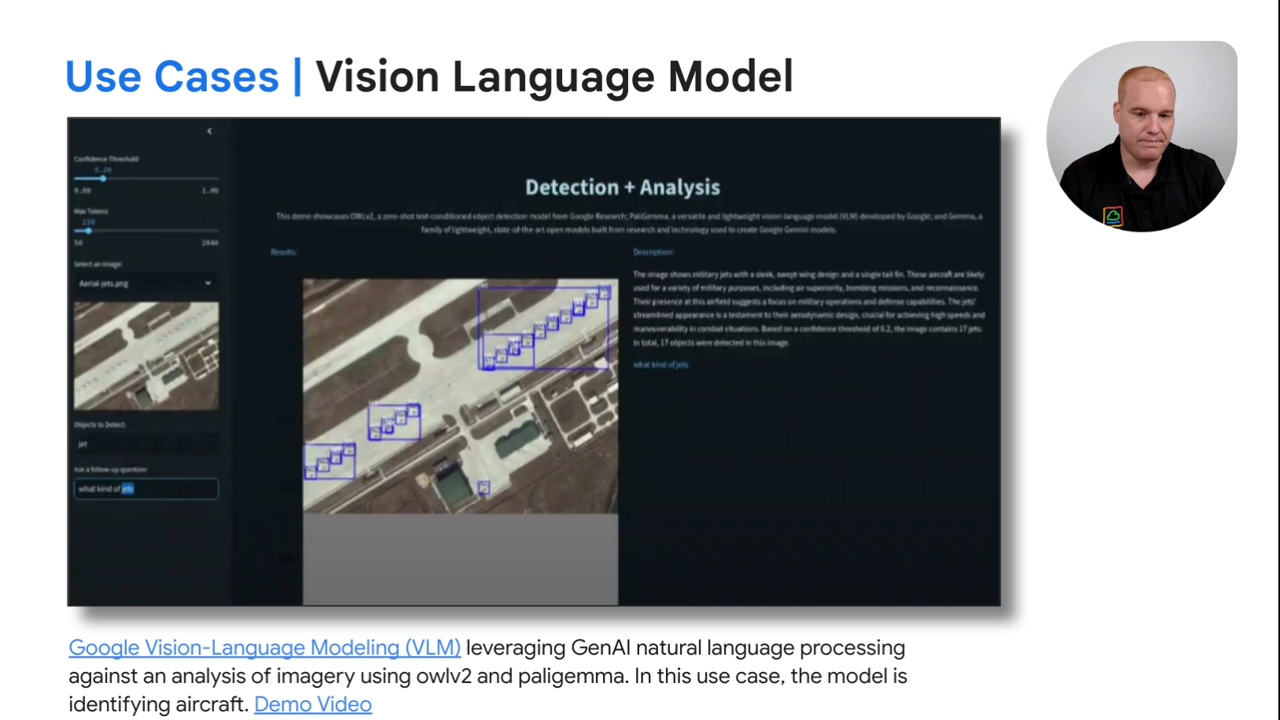 Use Cases | Vision Language Model
Confidence Threshold
0.20
0.00 1.00
Max Tokens
250
50 2048
Select an Image:
Aerial-jets.png
Objects to Detect:
jet
Ask a follow-up question:
what kind of jets
Detection + Analysis
This demo showcases OWLv2, a zero-shot text-conditioned object detection model from Google Research; PaliGemma, a versatile and lightweight vision-language model (VLM) developed by Google; and Gemma, a
family of lightweight, state-of-the-art open models built from research and technology used to create Google Gemini models.
Results:
Description:
The image shows military jets with a sleek, swept-wing design and a single tail fin. These aircraft are likely
used for a variety of military purposes, including air superiority, bombing missions, and reconnaissance.
Their presence at this airfield suggests a focus on military operations and defense capabilities. The jets'
streamlined appearance is a testament to their aerodynamic design, crucial for achieving high speeds and
maneuverability in combat situations. Based on a confidence threshold of 0.2, the image contains 17 jets.
In total, 17 objects were detected in this image.
what kind of jets
Google Vision-Language Modeling (VLM) leveraging GenAI natural language processing
against an analysis of imagery using owlv2 and paligemma. In this use case, the model is
identifying aircraft. Demo Video